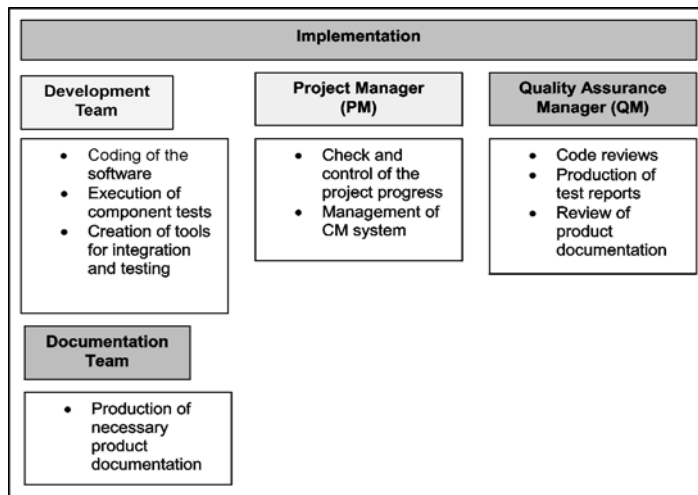 Implementation
Development
Team
• Coding of the
software
• Execution of
component tests
• Creation of tools
for integration
and testing
Project Manager
(PM)
• Check and
control of the
project progress
• Management of
CM system
Quality Assurance
Manager (QM)
• Code reviews
• Production of
test reports
• Review of
product
documentation
Documentation
Team
• Production of
necessary
product
documentation